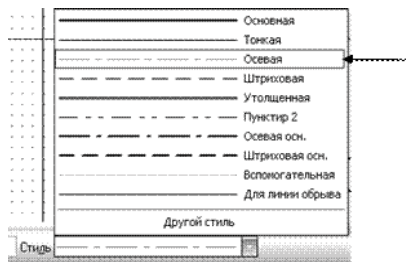 Основная
Тонкая
Осевая
Штриховая
Утолщенная
Пунктир 2
Осевая осн.
Штриховая осн.
Вспомогательная
Для линии обрыва
Другой стиль
Стиль